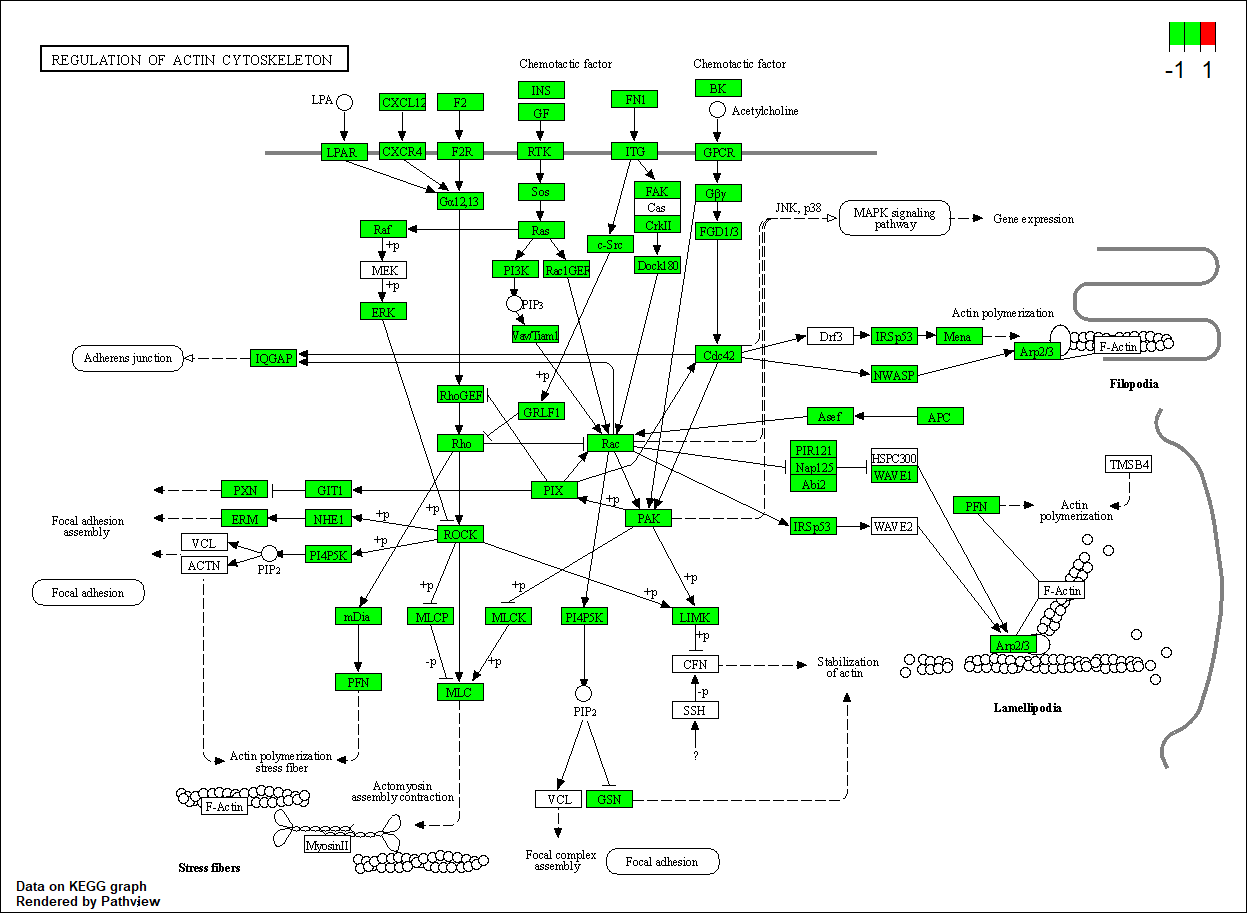 REGULATION OF ACTIN CYTOSKELETON
-1 1
Chemotactic factor
Chemotactic factor
LPA
CXCL12
F2
INS
GF
FN1
BK
Acetylcholine
LPAR
CXCR4
F2R
RTK
ITG
GPCR
Gα12,13
Sos
FAK
Cas
CrkII
Gβγ
JNK, p38
MAPK signaling
pathway
Gene expression
Raf
Ras
c-Src
FGD1/3
+p
MEK
+p
ERK
PI3K
Rac1GEF
Dock180
PIP3
Vav/Tiam1
Actin polymerization
Drf3
IRSp53
Mena
Arp2/3
F-Actin
Adherens junction
IQGAP
Cdc42
NWASP
Filopodia
+p
RhoGEF
GRLF1
Asef
APC
Rho
Rac
PIR121
Nap125
Abi2
HSPC300
WAVE1
TMSB4
PXN
GIT1
PIX
+p
PFN
Actin
polymerization
Focal adhesion
assembly
ERM
NHE1
+p
+p
ROCK
PAK
IRSp53
WAVE2
VCL
ACTN
PIP2
PI4P5K
+p
Focal adhesion
+p
+p
+p
+p
F-Actin
mDia
MLCP
MLCK
PI4P5K
LIMK
+p
Arp2/3
-p
+p
CFN
Stabilization
of actin
PFN
MLC
-p
PIP2
SSH
Lamellipodia
?
Actin polymerization
stress fiber
Actomyosin
assembly contraction
F-Actin
VCL
GSN
MyosinII
Stress fibers
Focal complex
assembly
Focal adhesion
Data on KEGG graph
Rendered by Pathview